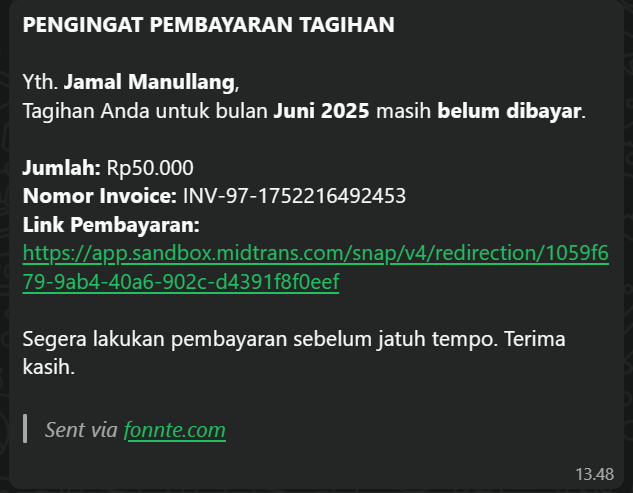 PENGINGAT PEMBAYARAN TAGIHAN
Yth. Jamal Manullang,
Tagihan Anda untuk bulan Juni 2025 masih belum dibayar.
Jumlah: Rp50.000
Nomor Invoice: INV-97-1752216492453
Link Pembayaran:
https://app.sandbox.midtrans.com/snap/v4/redirection/1059f6
79-9ab4-40a6-902c-d4391f8f0eef
Segera lakukan pembayaran sebelum jatuh tempo. Terima
kasih.
Sent via fonnte.com
13.48